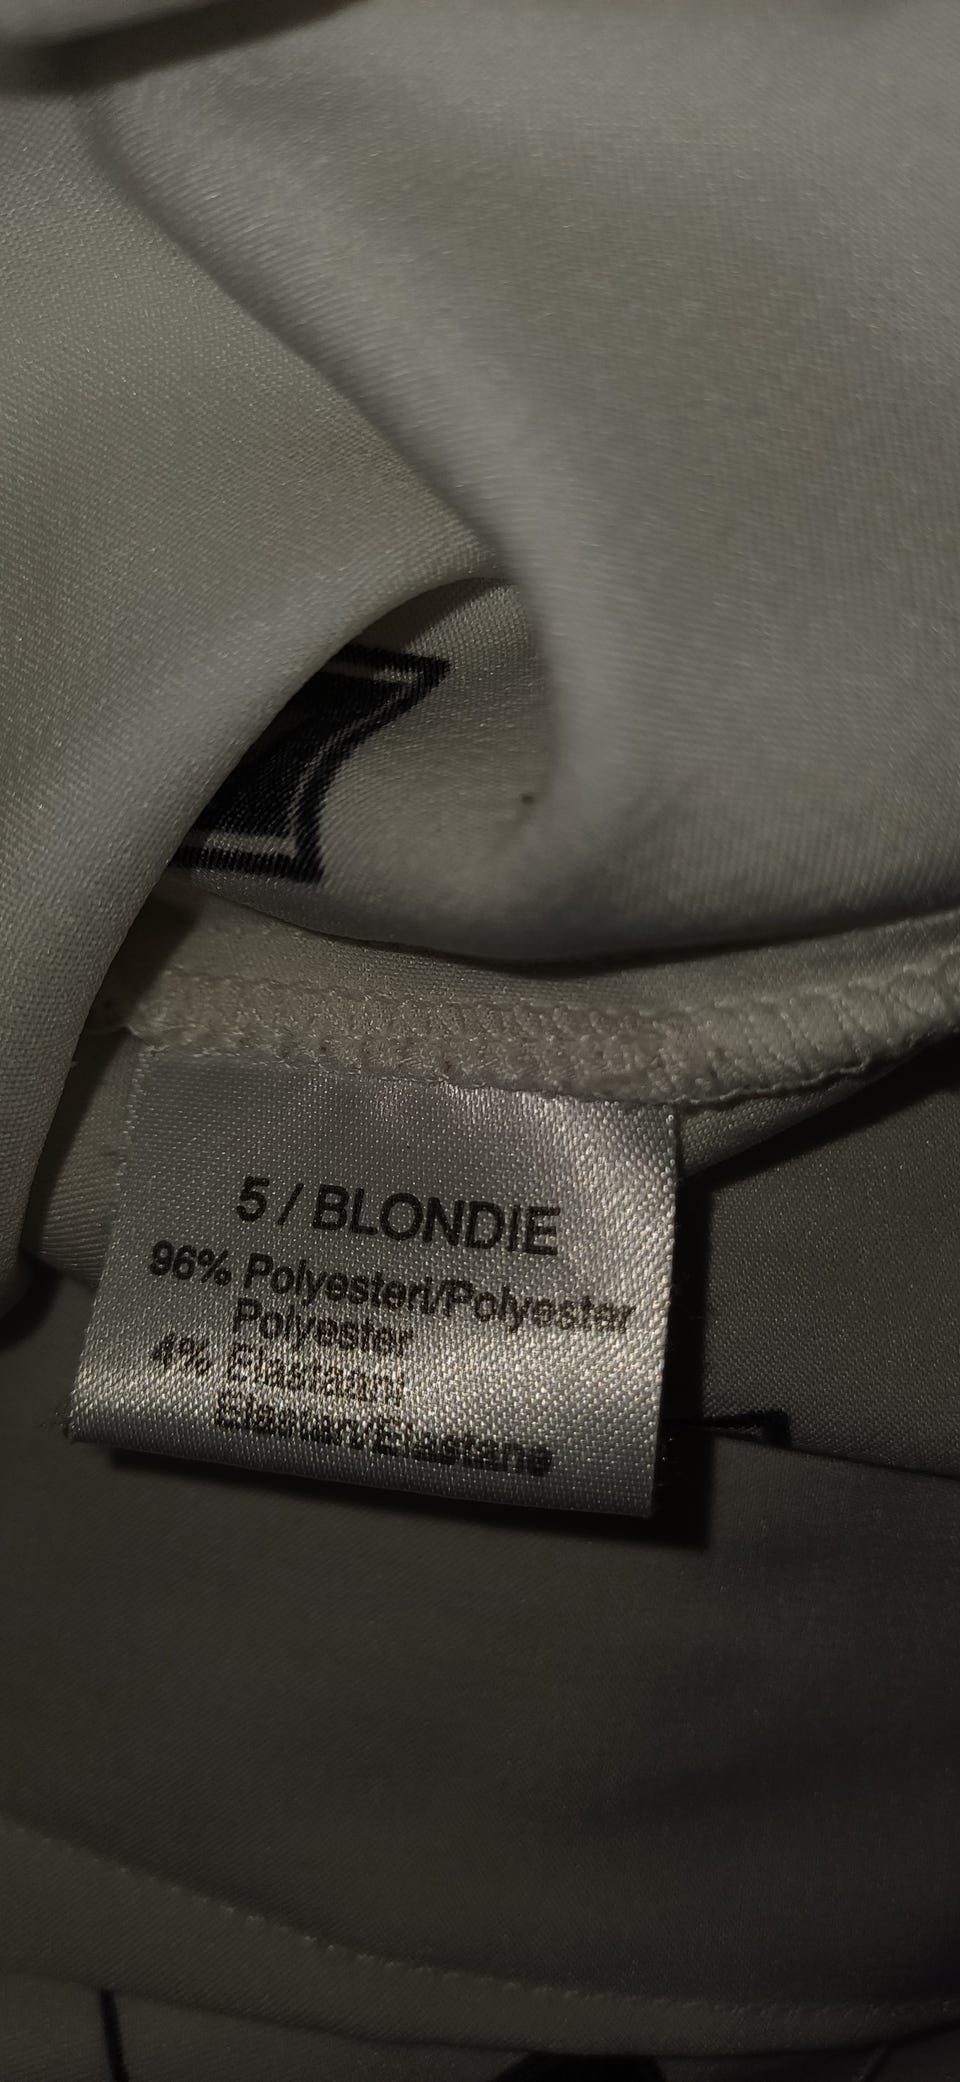 5 / BLONDIE
96% Polyesteri/Polyester
Polyester
4% Elastaani
Elastan/Elastane